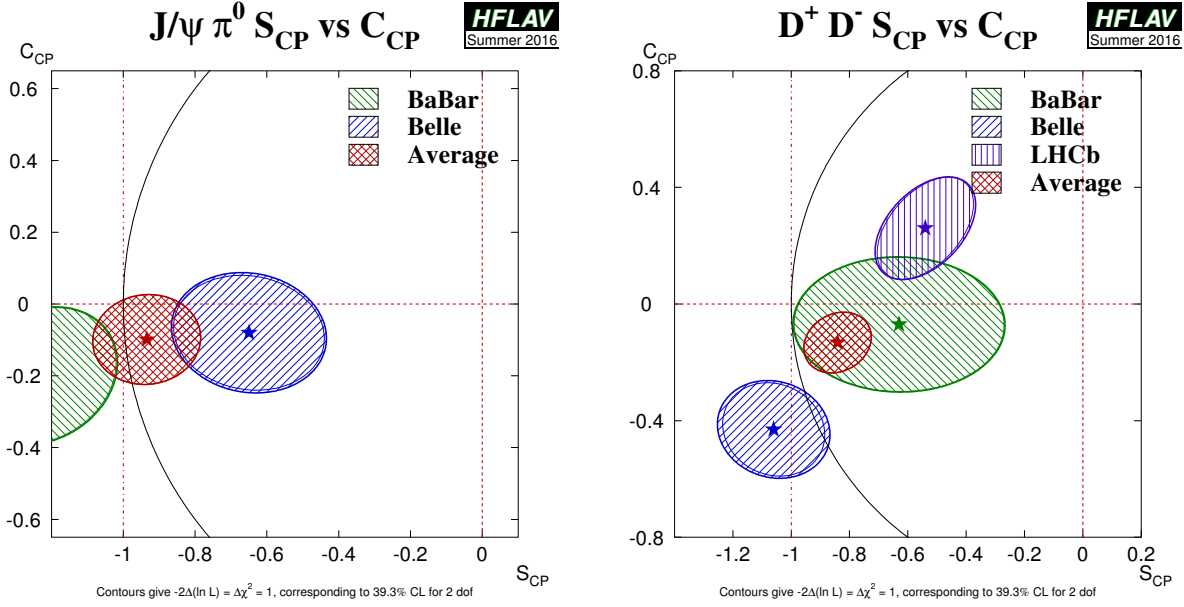 J/ψ π⁰ S_CP vs C_CP
HFLAV
Summer 2016
C_CP
BaBar
Belle
Average
0.6
0.4
0.2
0
-0.2
-0.4
-0.6
-1 -0.8 -0.6 -0.4 -0.2 0
S_CP
Contours give -2Δ(ln L) = Δχ² = 1, corresponding to 39.3% CL for 2 dof
D⁺ D⁻ S_CP vs C_CP
HFLAV
Summer 2016
C_CP
BaBar
Belle
LHCb
Average
0.8
0.4
0
-0.4
-0.8
-1.2 -1 -0.8 -0.6 -0.4 -0.2 0 0.2
S_CP
Contours give -2Δ(ln L) = Δχ² = 1, corresponding to 39.3% CL for 2 dof